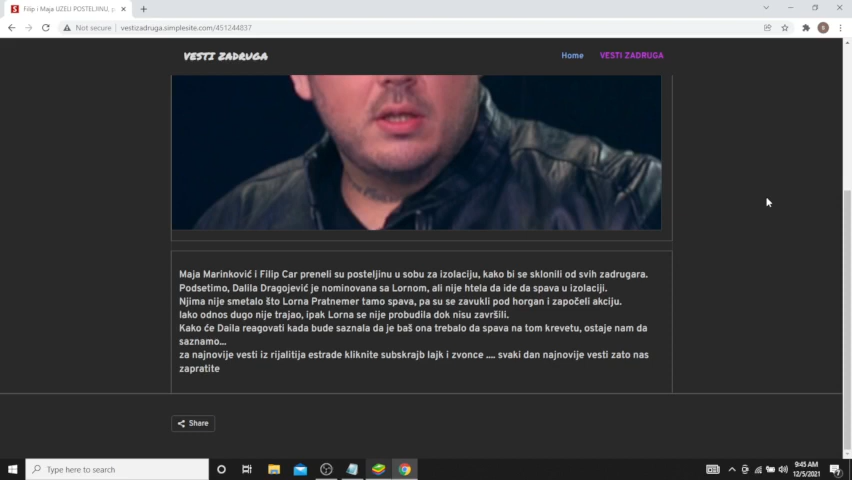 Filip i Maja UZELI POSTELJINU, z
Not secure
vestizadruga.simplesite.com/451244837
B
VESTI ZADRUGA
Home
VESTI ZADRUGA
Maja Marinković i Filip Car preneli su posteljinu u sobu za izolaciju, kako bi se sklonili od svih zadrugara.
Podsetimo, Dalila Dragojević je nominovana sa Lornom, ali nije htela da ide da spava u izolaciji.
Njima nije smetalo što Lorna Pratnemer tamo spava, pa su se zavukli pod horgan i započeli akciju.
Iako odnos dugo nije trajao, ipak Lorna se nije probudila dok nisu završili.
Kako će Daila reagovati kada bude saznala da je baš ona trebalo da spava na tom krevetu, ostaje nam da
saznamo...
za najnovije vesti iz rijalitija estrade kliknite subskrajb lajk i zvonce .... svaki dan najnovije vesti zato nas
zapratite
Share
Type here to search
9:45 AM
12/5/2021